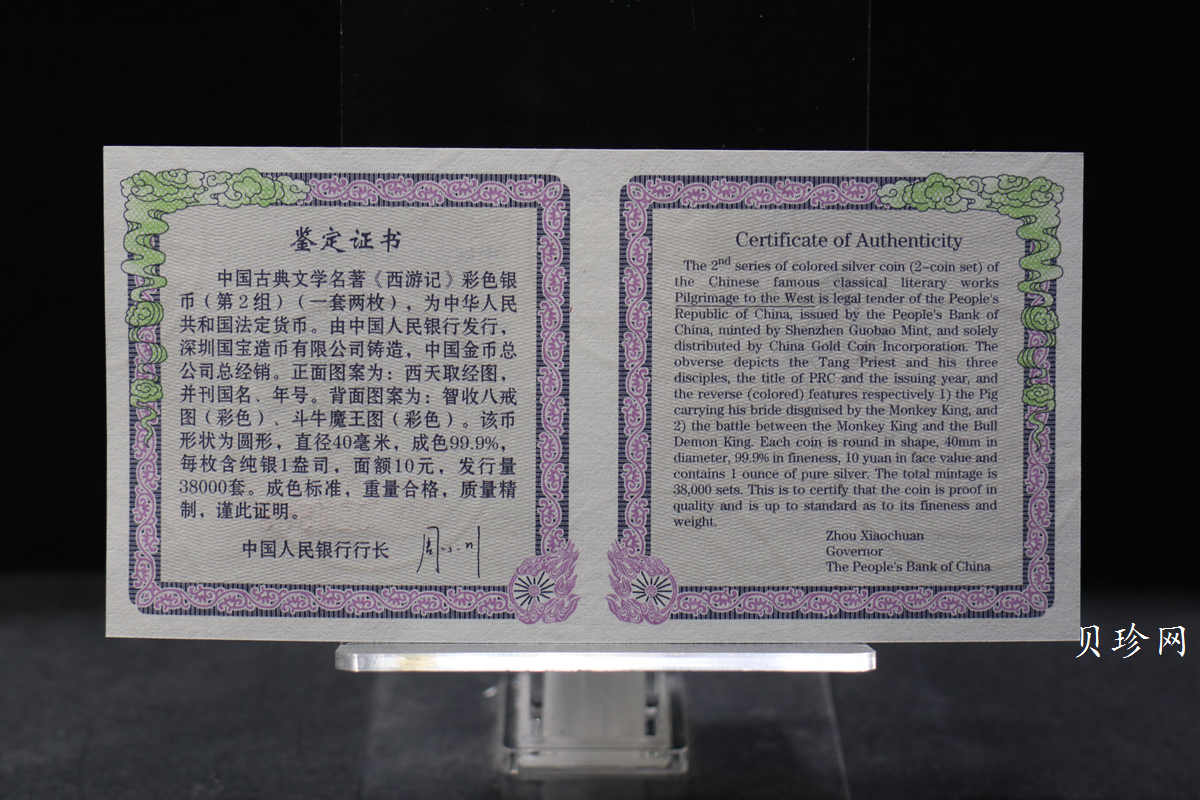 鉴定证书
中国古典文学名著《西游记》彩色银
币（第2组）（一套两枚），为中华人民
共和国法定货币。由中国人民银行发行，
深圳国宝造币有限公司铸造，中国金币总
公司总经销。正面图案为：西天取经图，
并刊国名、年号。背面图案为：智收八戒
图（彩色）、斗牛魔王图（彩色）。该币
形状为圆形，直径40毫米，成色99.9%，
每枚含纯银1盎司，面额10元，发行量
38000套。成色标准，重量合格，质量精
制，谨此证明。
中国人民银行行长 周小川
Certificate of Authenticity
The 2nd series of colored silver coin (2-coin set) of
the Chinese famous classical literary works
Pilgrimage to the West is legal tender of the People's
Republic of China, issued by the People's Bank of
China, minted by Shenzhen Guobao Mint, and solely
distributed by China Gold Coin Incorporation. The
obverse depicts the Tang Priest and his three
disciples, the title of PRC and the issuing year, and
the reverse (colored) features respectively 1) the Pig
carrying his bride disguised by the Monkey King, and
2) the battle between the Monkey King and the Bull
Demon King. Each coin is round in shape, 40mm in
diameter, 99.9% in fineness, 10 yuan in face value and
contains 1 ounce of pure silver. The total mintage is
38,000 sets. This is to certify that the coin is proof in
quality and is up to standard as to its fineness and
weight.
Zhou Xiaochuan
Governor
The People's Bank of China
贝珍网